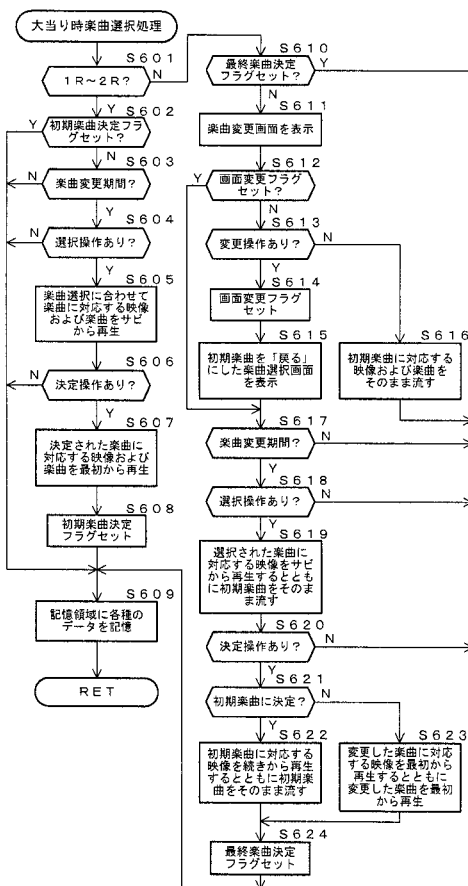 大当り時楽曲選択処理
S601
1R～2R?
N
Y
S602
Y
初期楽曲決定フラ
グセット?
N
S603
N
楽曲変更期間?
Y
S604
N
選択操作あり?
Y
S605
楽曲選択に合わせて
楽曲に対応する映像
および楽曲をサビ
から再生
S606
N
決定操作あり?
Y
S607
決定された楽曲に
対応する映像および
楽曲を最初から再生
S608
初期楽曲決定
フラグセット
S609
記憶領域に各種の
データを記憶
RET
S610
最終楽曲決定
フラグセット?
Y
N
S611
楽曲変更画面を表示
S612
Y
画面変更フラグ
セット?
N
S613
変更操作あり?
N
Y
S614
画面変更フラグ
セット
S615
初期楽曲を「戻る」
にした楽曲選択画面
を表示
S616
初期楽曲に対応する
映像および楽曲を
そのまま流す
S617
楽曲変更期間?
N
Y
S618
選択操作あり?
N
Y
S619
選択された楽曲に
対応する映像をサビ
から再生するととも
に初期楽曲をそのま
ま流す
S620
決定操作あり?
N
Y
S621
初期楽曲に決定?
N
Y
S622
初期楽曲に対応する
映像を続きから再生
するとともに初期楽
曲をそのまま流す
S623
変更した楽曲に対応
する映像を最初から
再生するとともに
変更した楽曲を最初
から再生
S624
最終楽曲決定
フラグセット